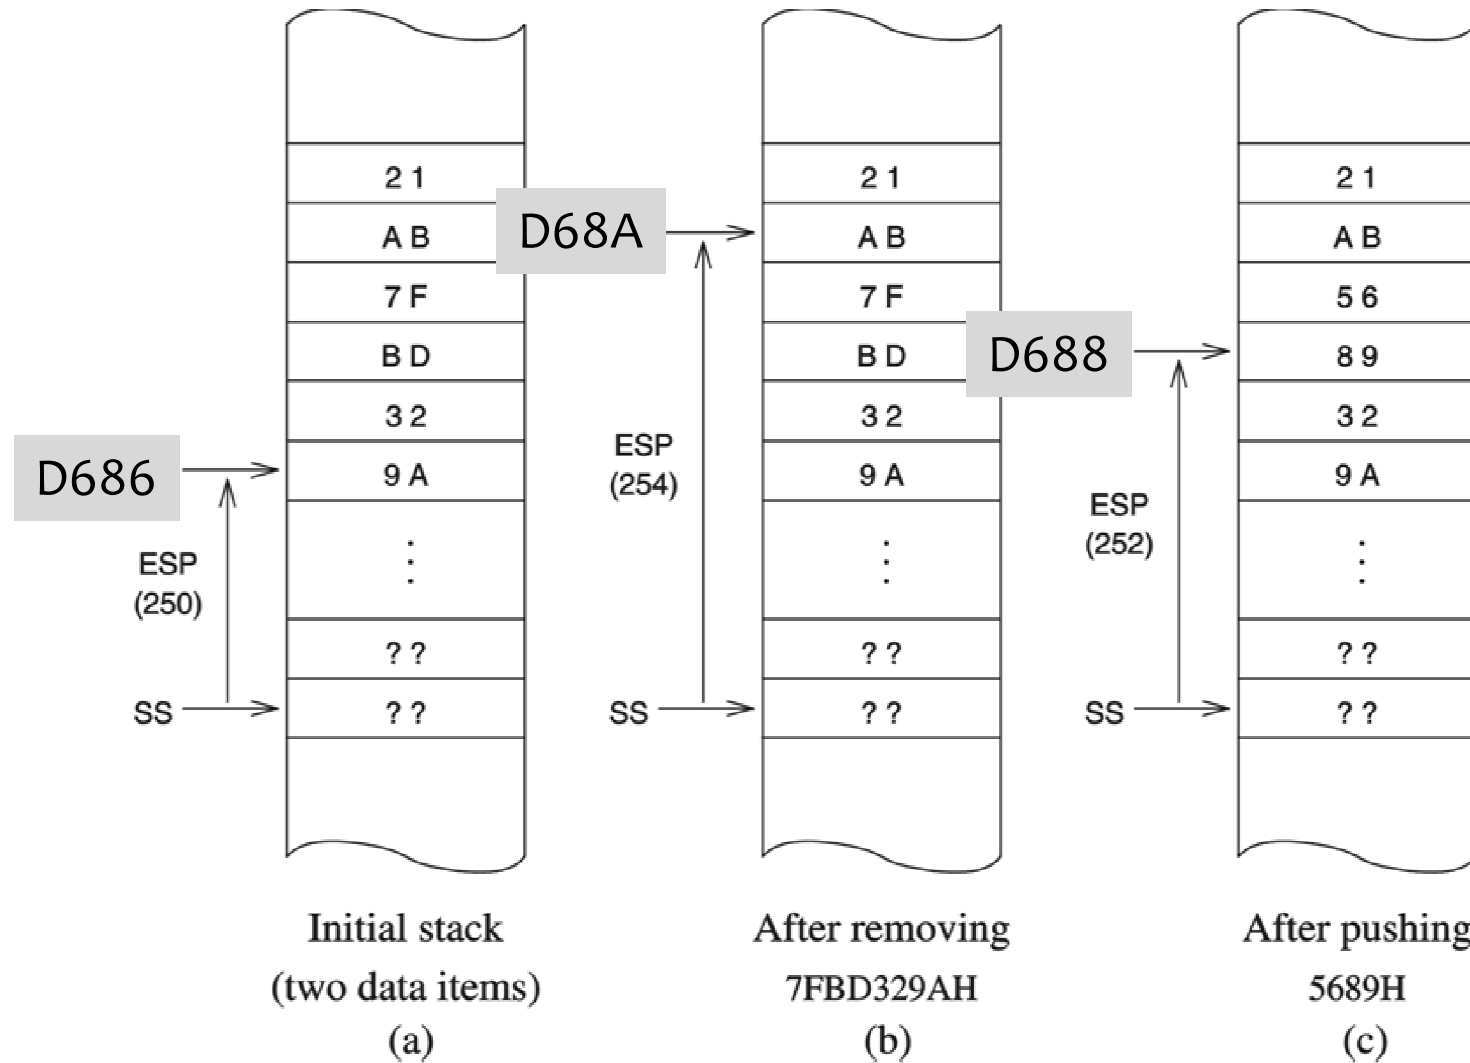 2 1
A B
7 F
B D
3 2
9 A
⋮
? ?
? ?
D686
ESP
(250)
SS
Initial stack
(two data items)
(a)
2 1
A B
7 F
B D
3 2
9 A
⋮
? ?
? ?
D68A
ESP
(254)
SS
After removing
7FBD329AH
(b)
2 1
A B
5 6
8 9
3 2
9 A
⋮
? ?
? ?
D688
ESP
(252)
SS
After pushing
5689H
(c)